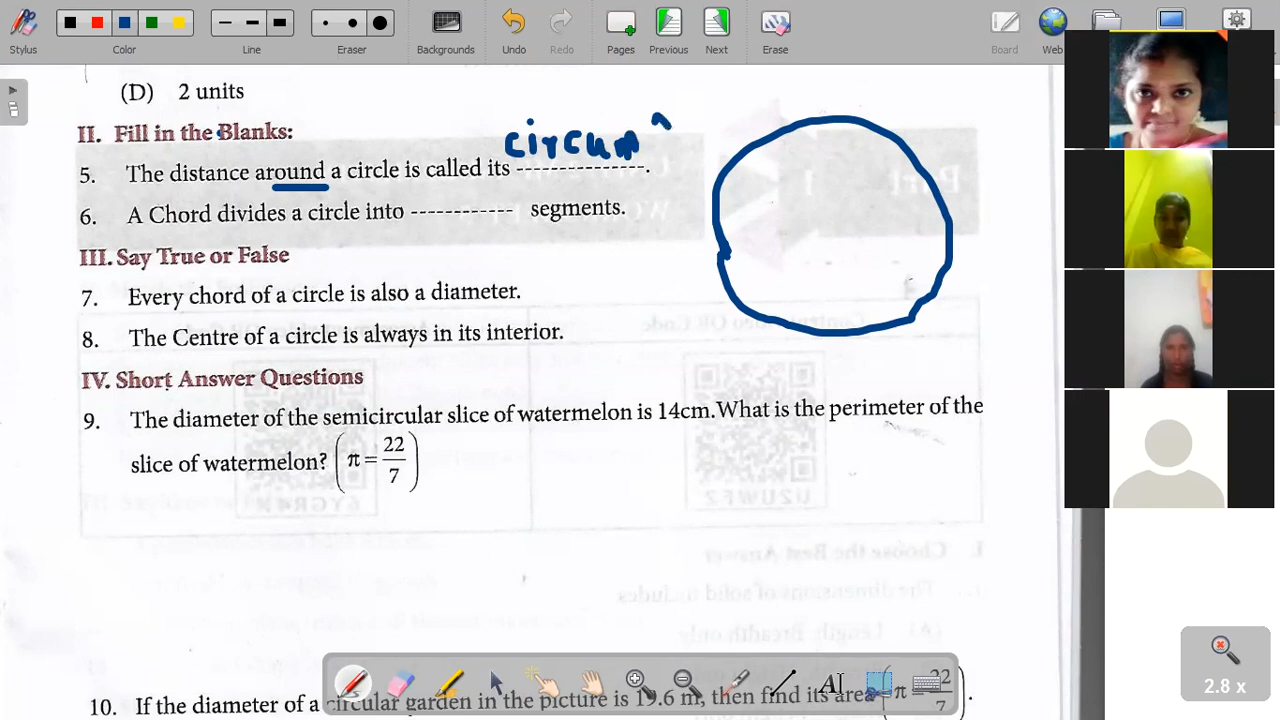 Stylus Color Line Eraser Backgrounds Undo Redo Pages Previous Next Erase Board Web
(D) 2 units
II. Fill in the Blanks:
circum
5. The distance around a circle is called its ---------------.
6. A Chord divides a circle into ------------ segments.
III. Say True or False
7. Every chord of a circle is also a diameter.
8. The Centre of a circle is always in its interior.
IV. Short Answer Questions
9. The diameter of the semicircular slice of watermelon is 14cm.What is the perimeter of the
slice of watermelon? (π = 22/7)
10. If the diameter of a circular garden in the picture is 19.6 m, then find its area (π = 22/7).
2.8 x